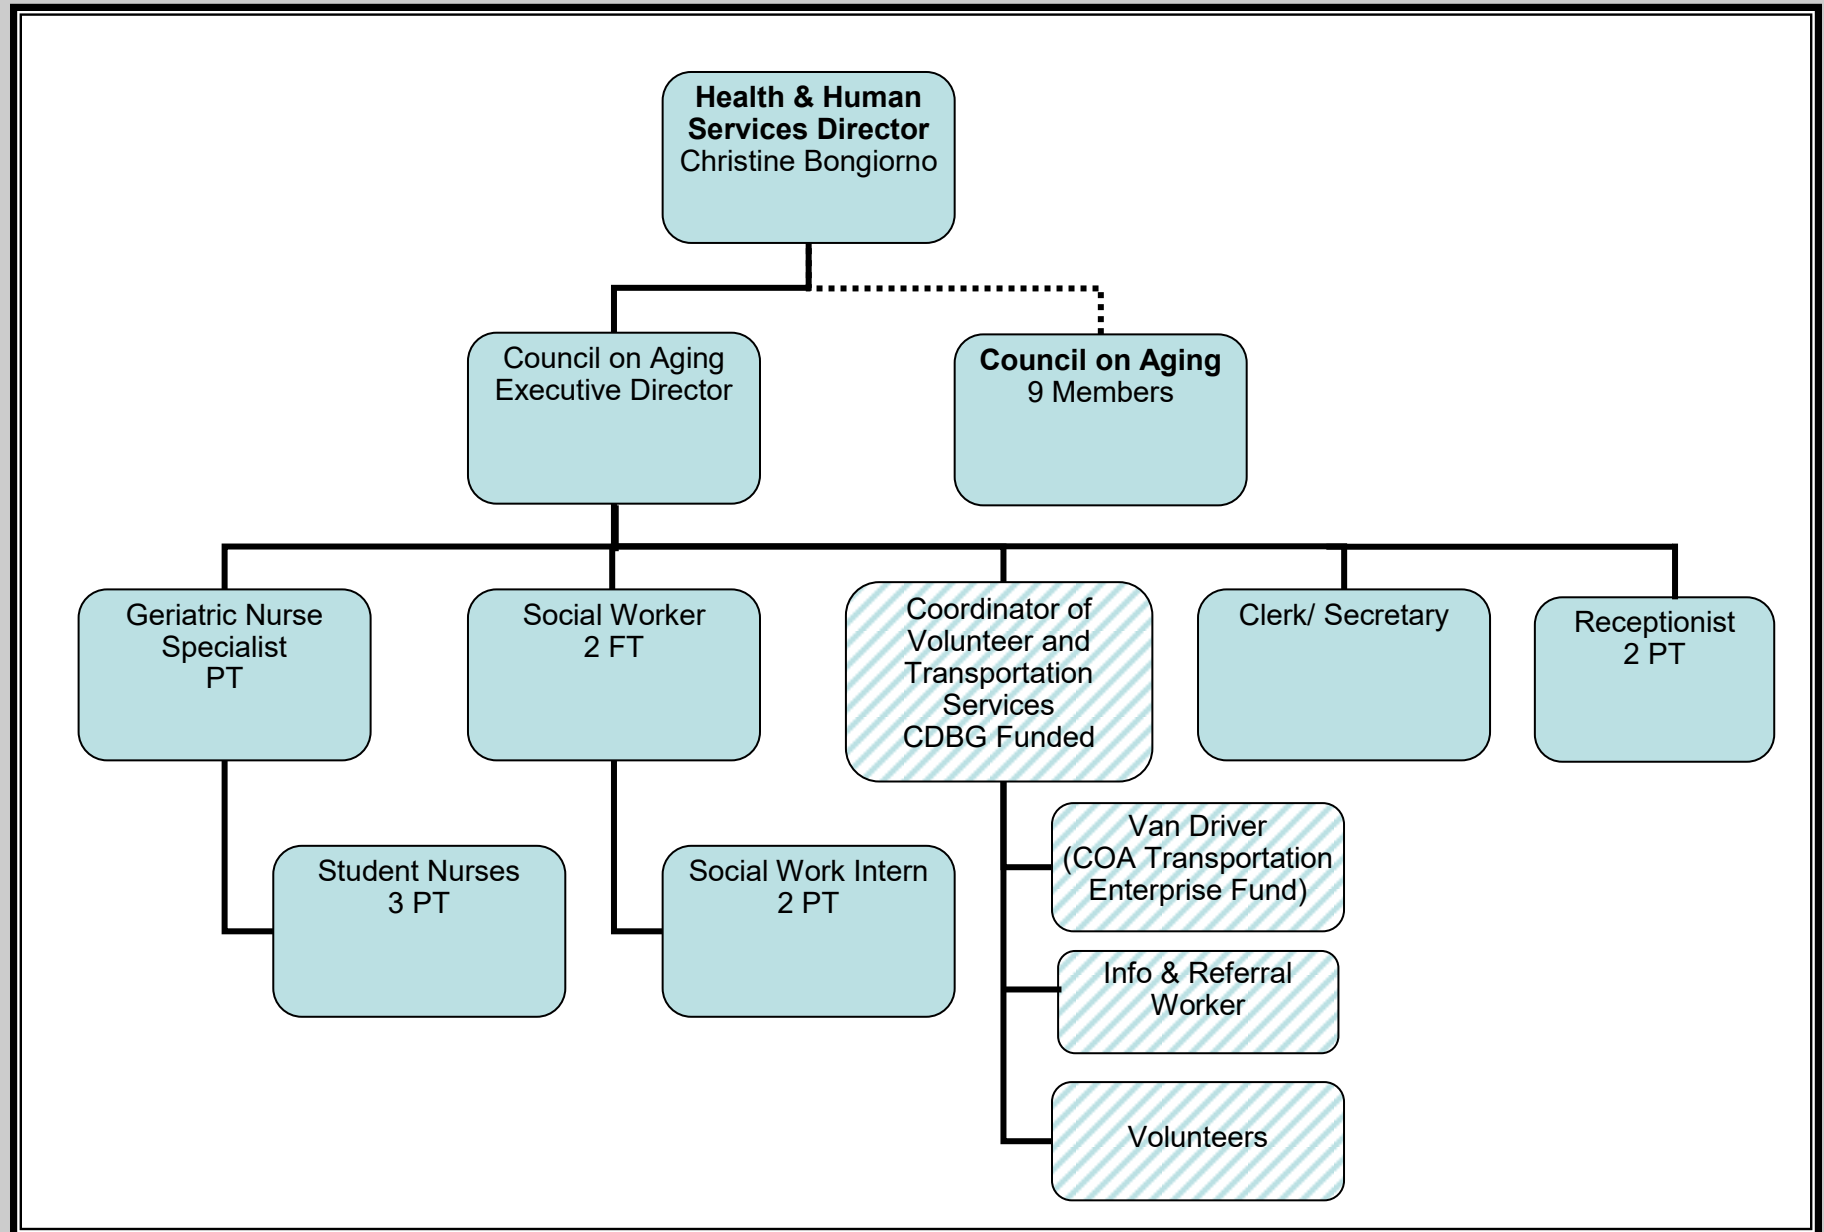 Health & Human
Services Director
Christine Bongiorno
Council on Aging
Executive Director
Council on Aging
9 Members
Geriatric Nurse
Specialist
PT
Social Worker
2 FT
Coordinator of
Volunteer and
Transportation
Services
CDBG Funded
Clerk/ Secretary
Receptionist
2 PT
Student Nurses
3 PT
Social Work Intern
2 PT
Van Driver
(COA Transportation
Enterprise Fund)
Info & Referral
Worker
Volunteers